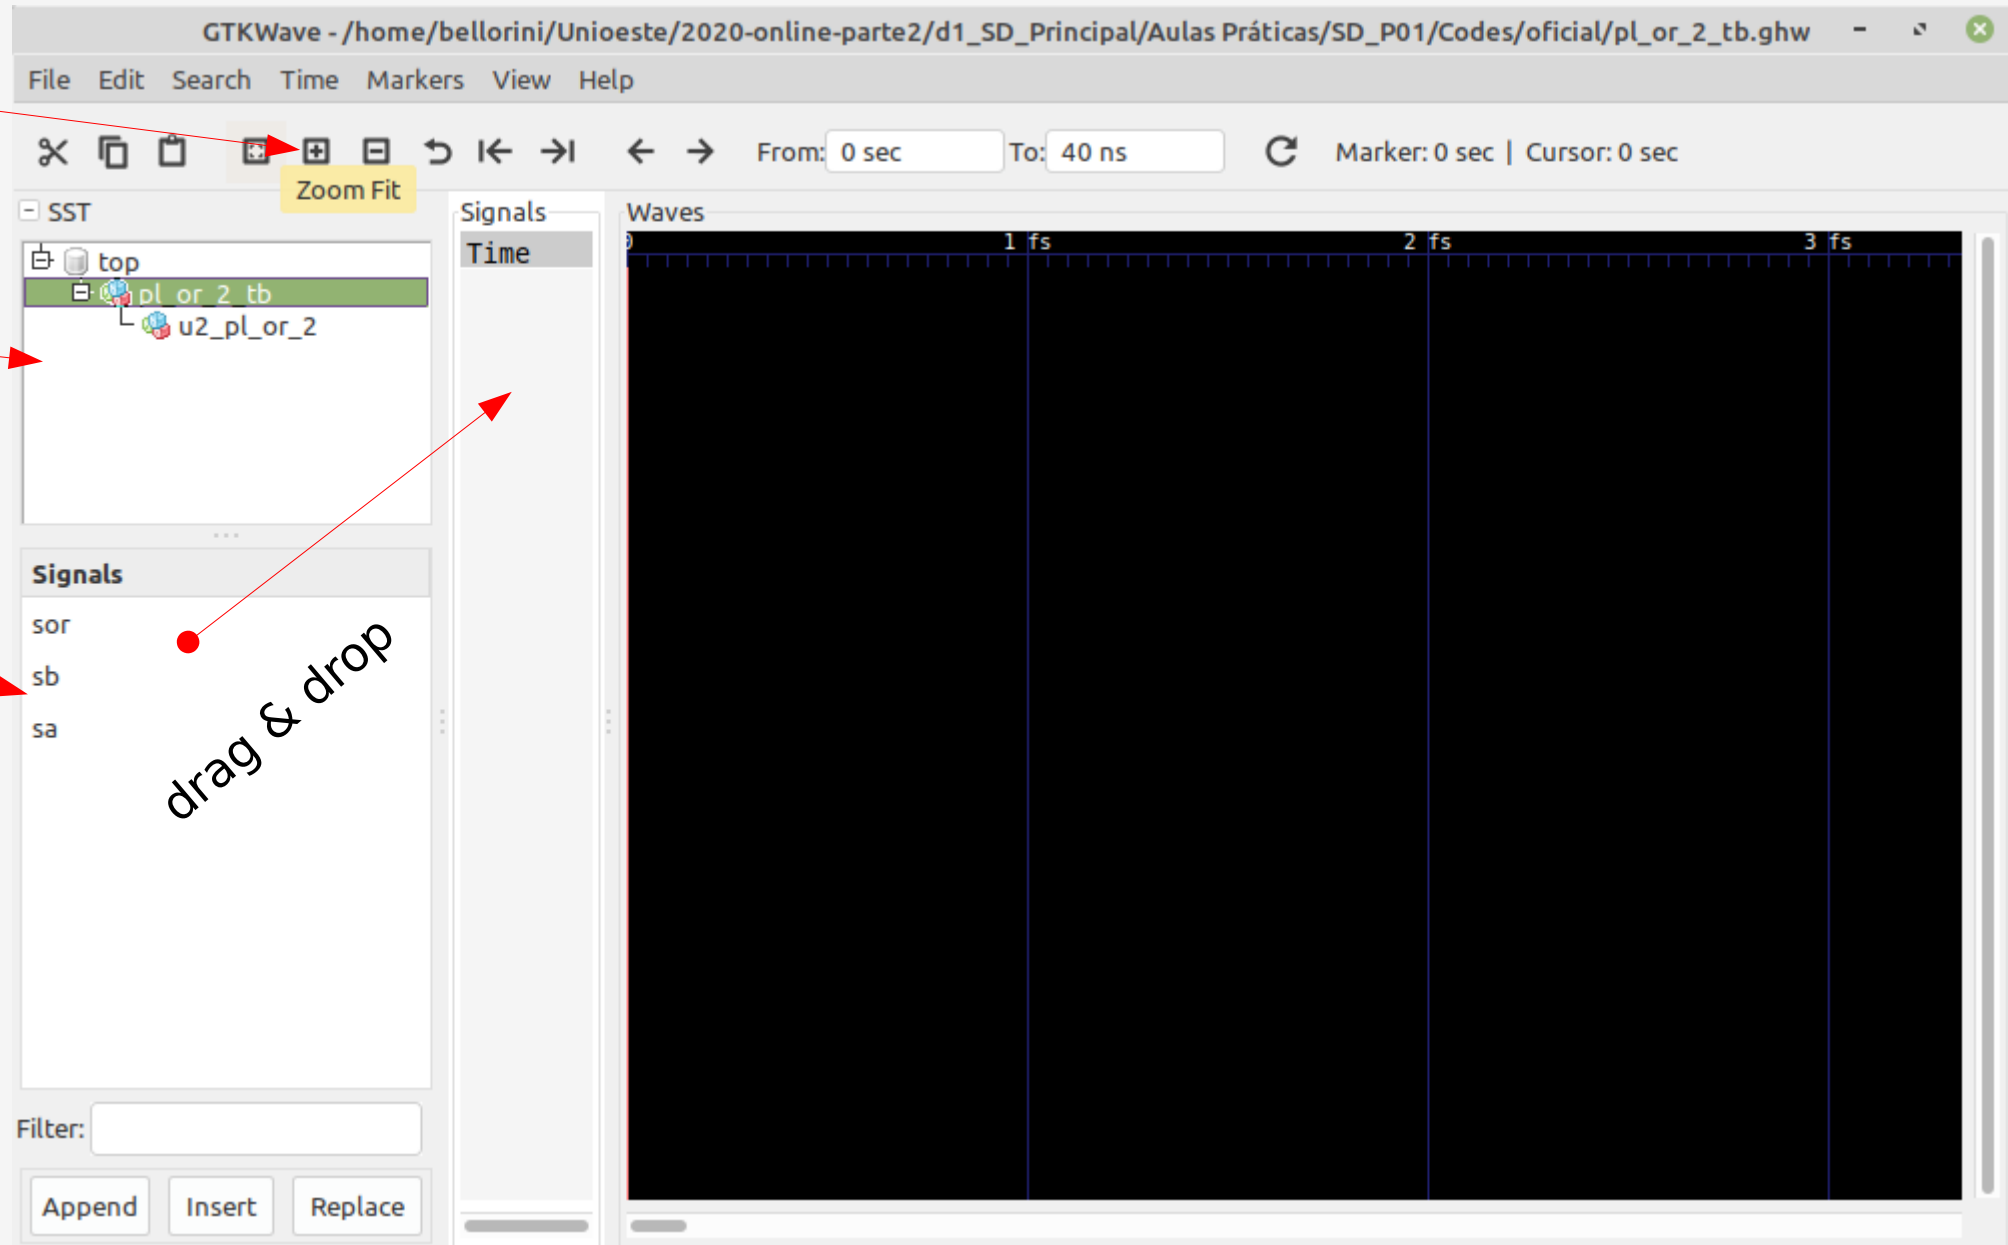 GTKWave - /home/bellorini/Unioeste/2020-online-parte2/d1_SD_Principal/Aulas Práticas/SD_P01/Codes/oficial/pl_or_2_tb.ghw
File Edit Search Time Markers View Help
From: 0 sec To: 40 ns Marker: 0 sec | Cursor: 0 sec
Zoom Fit
SST
top
pl_or_2_tb
u2_pl_or_2
Signals
sor
sb
sa
drag & drop
Filter:
Append Insert Replace
Signals
Time
Waves
0 1 fs 2 fs 3 fs